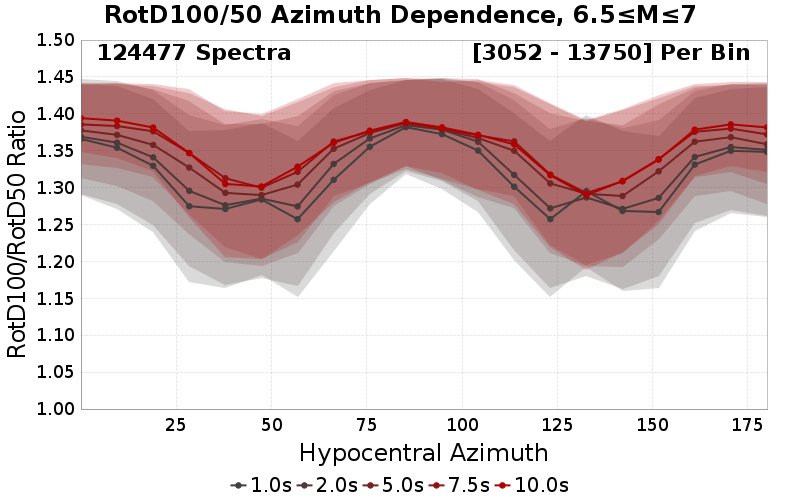 RotD100/50 Azimuth Dependence, 6.5≤M≤7
124477 Spectra
[3052 - 13750] Per Bin
RotD100/RotD50 Ratio
1.50
1.45
1.40
1.35
1.30
1.25
1.20
1.15
1.10
1.05
1.00
25 50 75 100 125 150 175
Hypocentral Azimuth
1.0s 2.0s 5.0s 7.5s 10.0s